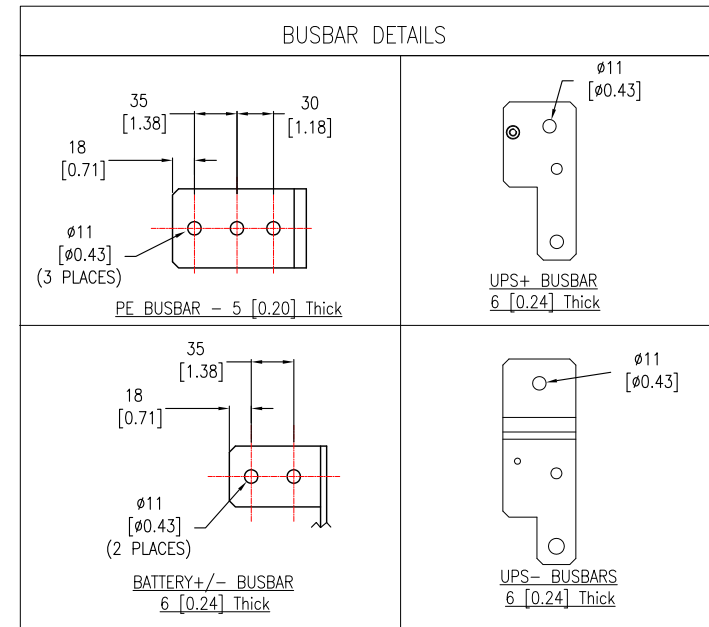 BUSBAR DETAILS
35
[1.38]
30
[1.18]
18
[0.71]
ø11
[ø0.43]
(3 PLACES)
PE BUSBAR - 5 [0.20] Thick
ø11
[ø0.43]
UPS+ BUSBAR
6 [0.24] Thick
35
[1.38]
18
[0.71]
ø11
[ø0.43]
(2 PLACES)
BATTERY+/- BUSBAR
6 [0.24] Thick
ø11
[ø0.43]
UPS- BUSBARS
6 [0.24] Thick